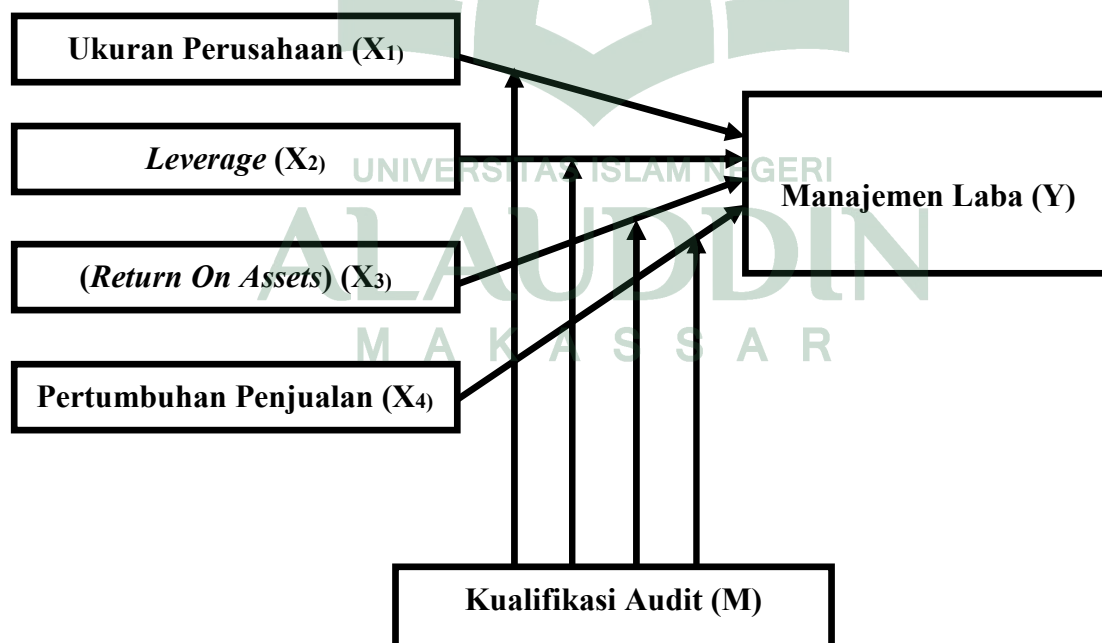 Ukuran Perusahaan (X1)
Leverage (X2)
(Return On Assets) (X3)
Pertumbuhan Penjualan (X4)
Manajemen Laba (Y)
Kualifikasi Audit (M)
UNIVERSITAS ISLAM NEGERI
ALAUDDIN
MAKASSAR